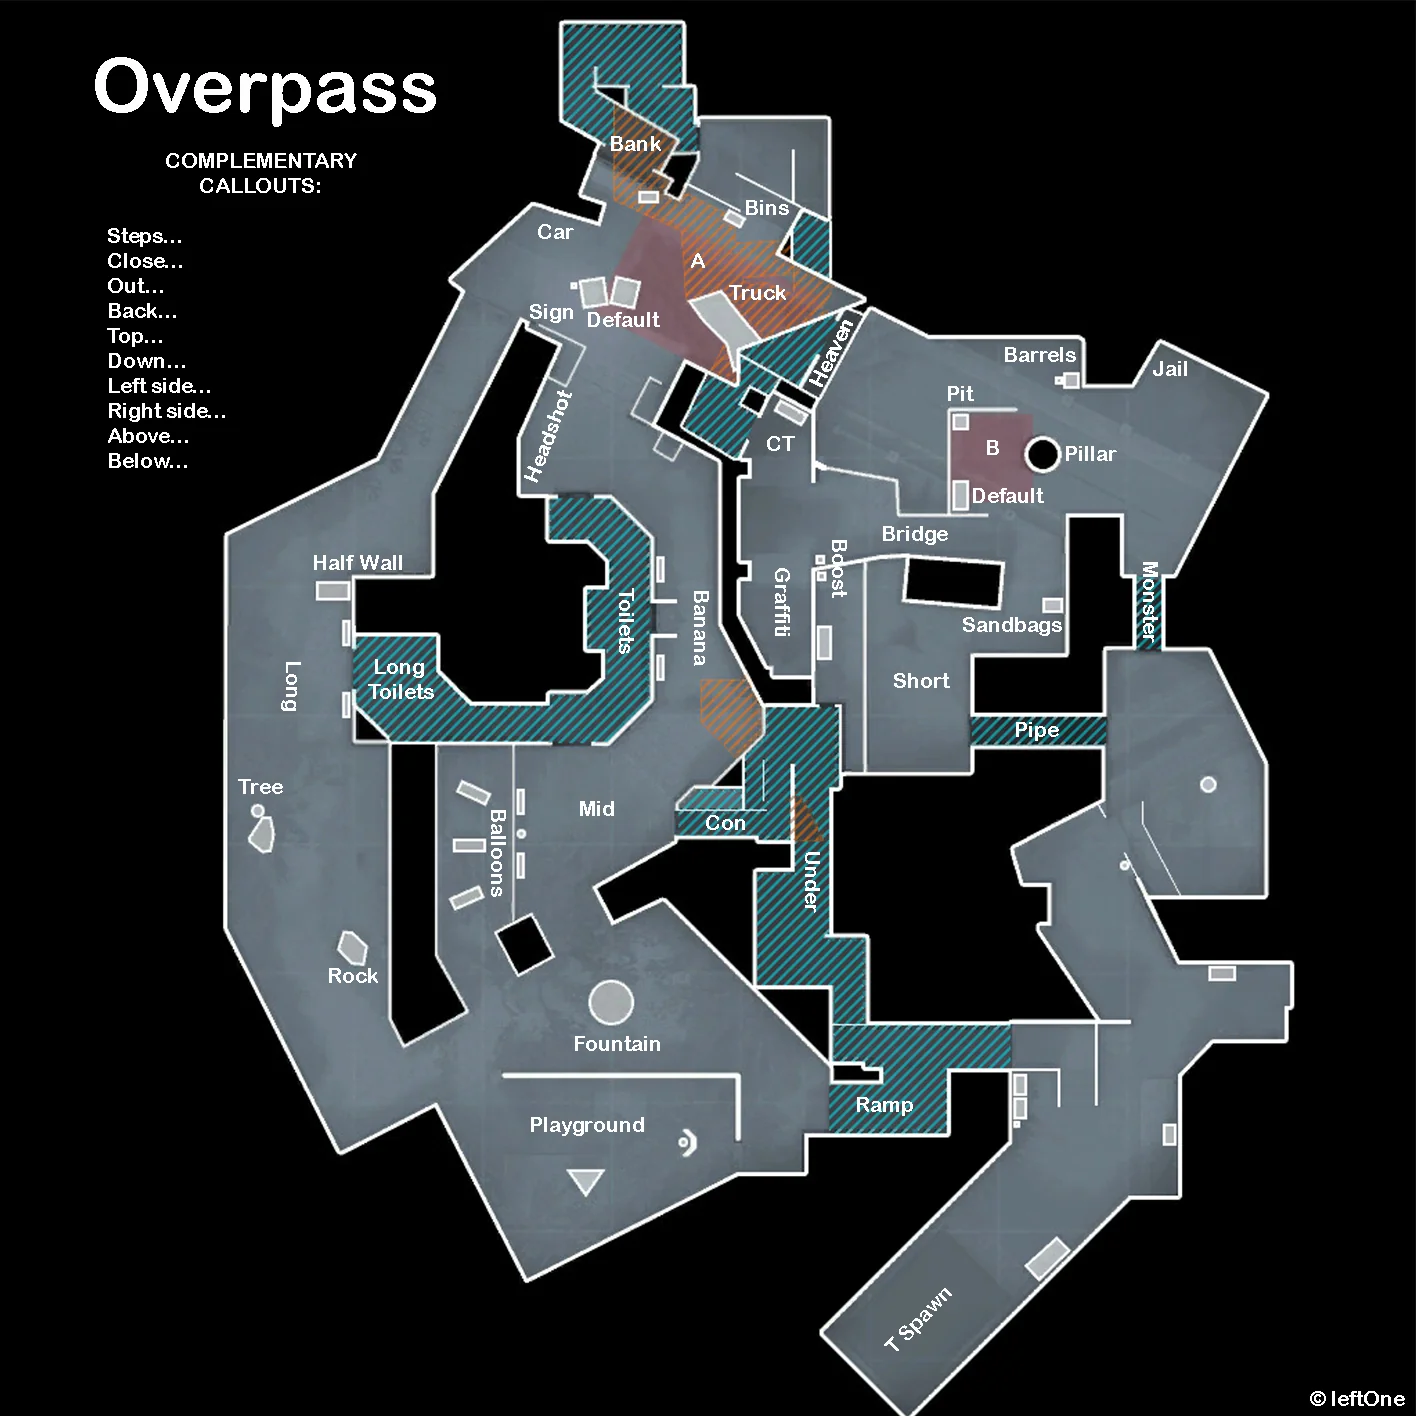 Overpass
COMPLEMENTARY
CALLOUTS:
Steps...
Close...
Out...
Back...
Top...
Down...
Left side...
Right side...
Above...
Below...
Bank
Bins
Car
A
Truck
Sign
Default
Heaven
Barrels
Jail
Pit
Headshot
CT
B
Pillar
Default
Bridge
Boost
Half Wall
Toilets
Banana
Graffiti
Monster
Sandbags
Long
Long
Toilets
Short
Pipe
Tree
Mid
Balloons
Con
Under
Rock
Fountain
Playground
Ramp
T Spawn
© leftOne